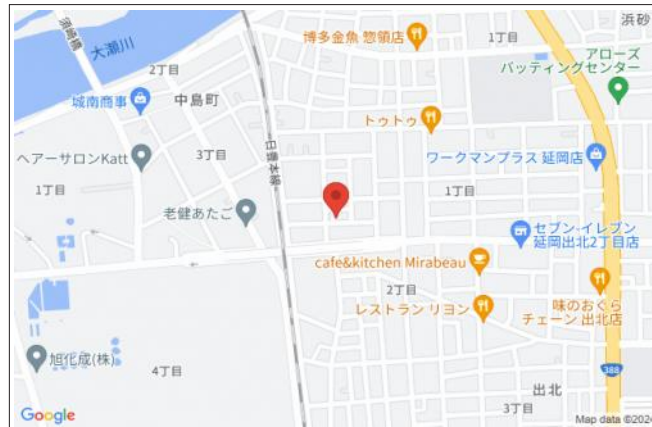 浜砂
博多金魚 惣領店
1丁目
アローズ
バッティングセンター
須崎橋
大瀬川
2丁目
城南商事
中島町
トゥトゥ
日豊本線
ワークマンプラス 延岡店
ヘアーサロンKatt
3丁目
1丁目
1丁目
老健あたご
セブン-イレブン
延岡出北2丁目店
cafe&kitchen Mirabeau
2丁目
レストラン リヨン
味のおぐら
チェーン 出北店
旭化成(株)
4丁目
388
出北
3丁目
Google
Map data ©2024